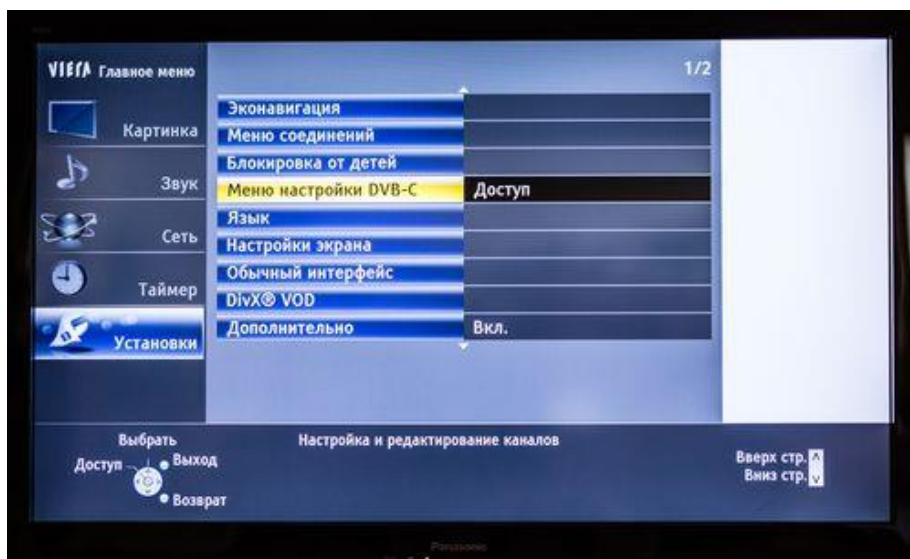 VIERA Главное меню
1/2
Картинка
Звук
Сеть
Таймер
Установки
Эконавигация
Меню соединений
Блокировка от детей
Меню настройки DVB-C Доступ
Язык
Настройки экрана
Обычный интерфейс
DivX® VOD
Дополнительно Вкл.
Выбрать
Доступ
Выход
Возврат
Настройка и редактирование каналов
Вверх стр.
Вниз стр.
Panasonic